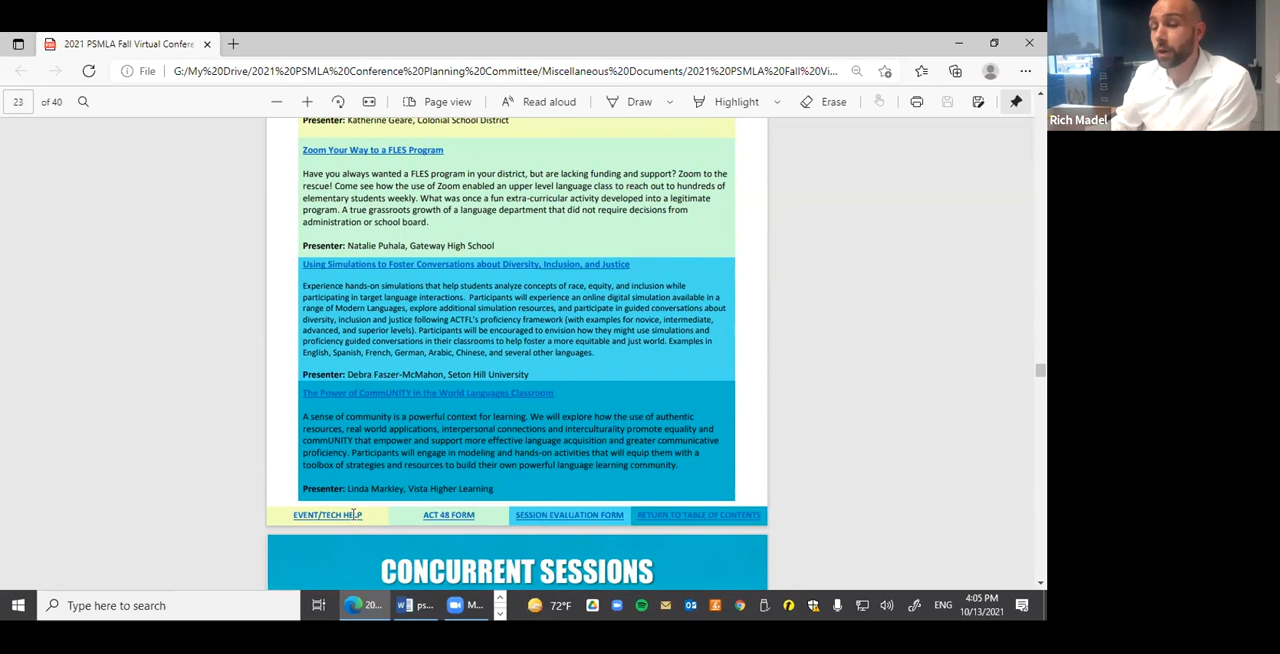 2021 PSMLA Fall Virtual Confere
File
G:/My%20Drive/2021%20PSMLA%20Conference%20Planning%20Committee/Miscellaneous%20Documents/2021%20PSMLA%20Fall%20Vi...
23 of 40
Page view
Read aloud
Draw
Highlight
Erase
Rich Madel
Presenter: Katherine Geare, Colonial School District
Zoom Your Way to a FLES Program
Have you always wanted a FLES program in your district, but are lacking funding and support? Zoom to the
rescue! Come see how the use of Zoom enabled an upper level language class to reach out to hundreds of
elementary students weekly. What was once a fun extra-curricular activity developed into a legitimate
program. A true grassroots growth of a language department that did not require decisions from
administration or school board.
Presenter: Natalie Puhala, Gateway High School
Using Simulations to Foster Conversations about Diversity, Inclusion, and Justice
Experience hands-on simulations that help students analyze concepts of race, equity, and inclusion while
participating in target language interactions. Participants will experience an online digital simulation available in a
range of Modern Languages, explore additional simulation resources, and participate in guided conversations about
diversity, inclusion and justice following ACTFL's proficiency framework (with examples for novice, intermediate,
advanced, and superior levels). Participants will be encouraged to envision how they might use simulations and
proficiency guided conversations in their classrooms to help foster a more equitable and just world. Examples in
English, Spanish, French, German, Arabic, Chinese, and several other languages.
Presenter: Debra Faszer-McMahon, Seton Hill University
The Power of CommUNITY in the World Languages Classroom
A sense of community is a powerful context for learning. We will explore how the use of authentic
resources, real world applications, interpersonal connections and interculturality promote equality and
commUNITY that empower and support more effective language acquisition and greater communicative
proficiency. Participants will engage in modeling and hands-on activities that will equip them with a
toolbox of strategies and resources to build their own powerful language learning community.
Presenter: Linda Markley, Vista Higher Learning
EVENT/TECH HELP
ACT 48 FORM
SESSION EVALUATION FORM
RETURN TO TABLE OF CONTENTS
CONCURRENT SESSIONS
Type here to search
20...
ps...
M...
72°F
ENG
4:05 PM
10/13/2021